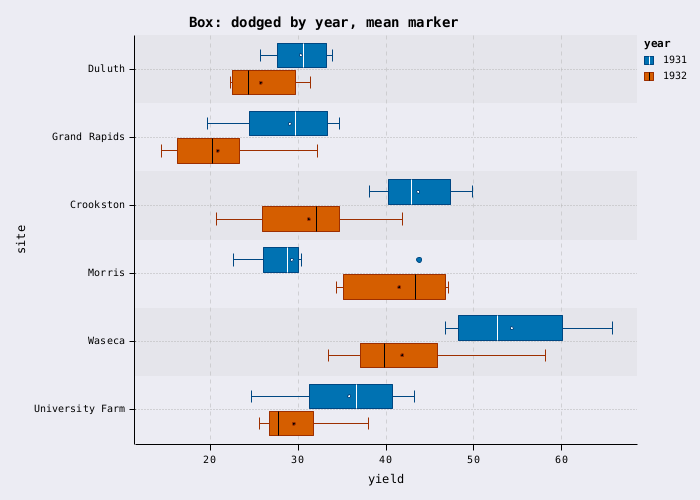 Box: dodged by year, mean marker
year
1931
1932
Duluth
Grand Rapids
Crookston
Morris
Waseca
University Farm
site
20 30 40 50 60
yield